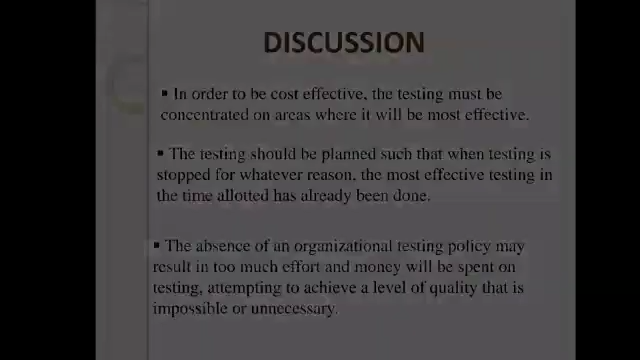 DISCUSSION
▪ In order to be cost effective, the testing must be
concentrated on areas where it will be most effective.
▪ The testing should be planned such that when testing is
stopped for whatever reason, the most effective testing in
the time allotted has already been done.
▪ The absence of an organizational testing policy may
result in too much effort and money will be spent on
testing, attempting to achieve a level of quality that is
impossible or unnecessary.